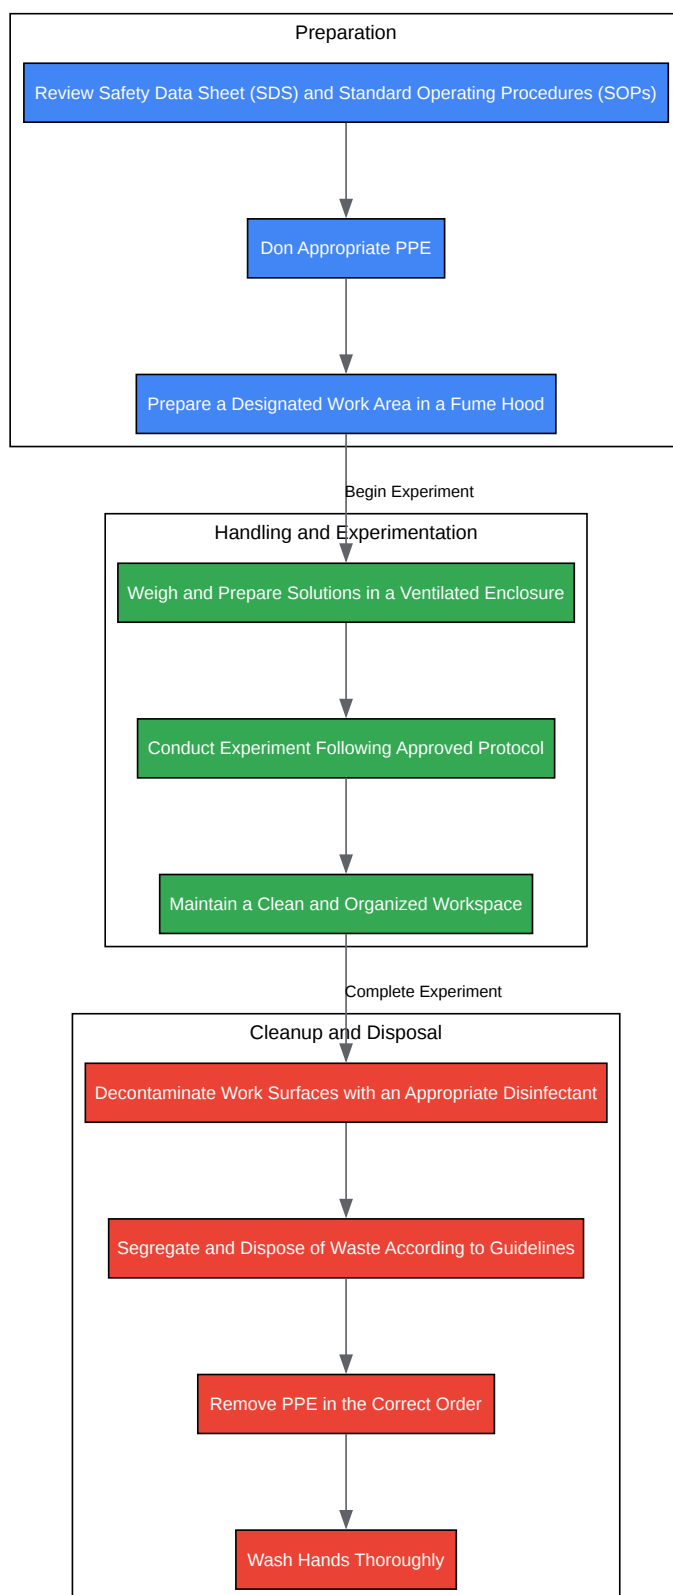 Preparation
Review Safety Data Sheet (SDS) and Standard Operating Procedures (SOPs)
Don Appropriate PPE
Prepare a Designated Work Area in a Fume Hood
Begin Experiment
Handling and Experimentation
Weigh and Prepare Solutions in a Ventilated Enclosure
Conduct Experiment Following Approved Protocol
Maintain a Clean and Organized Workspace
Complete Experiment
Cleanup and Disposal
Decontaminate Work Surfaces with an Appropriate Disinfectant
Segregate and Dispose of Waste According to Guidelines
Remove PPE in the Correct Order
Wash Hands Thoroughly